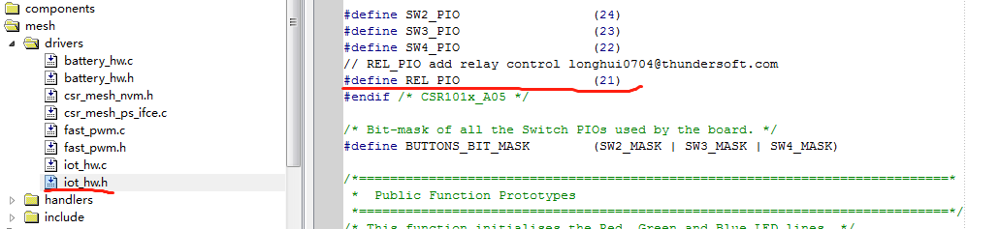 components
mesh
drivers
battery_hw.c
battery_hw.h
csr_mesh_nvm.h
csr_mesh_ps_ifce.c
fast_pwm.c
fast_pwm.h
iot_hw.c
iot_hw.h
handlers
include
#define SW2_PIO (24)
#define SW3_PIO (23)
#define SW4_PIO (22)
// REL_PIO add relay control longhui0704@thundersoft.com
#define REL_PIO (21)
#endif /* CSR101x_A05 */
/* Bit-mask of all the Switch PIOs used by the board. */
#define BUTTONS_BIT_MASK (SW2_MASK | SW3_MASK | SW4_MASK)
/*============================================================================*
* Public Function Prototypes
*============================================================================*/
/* This function initialises the Red, Green and Blue LED lines. */